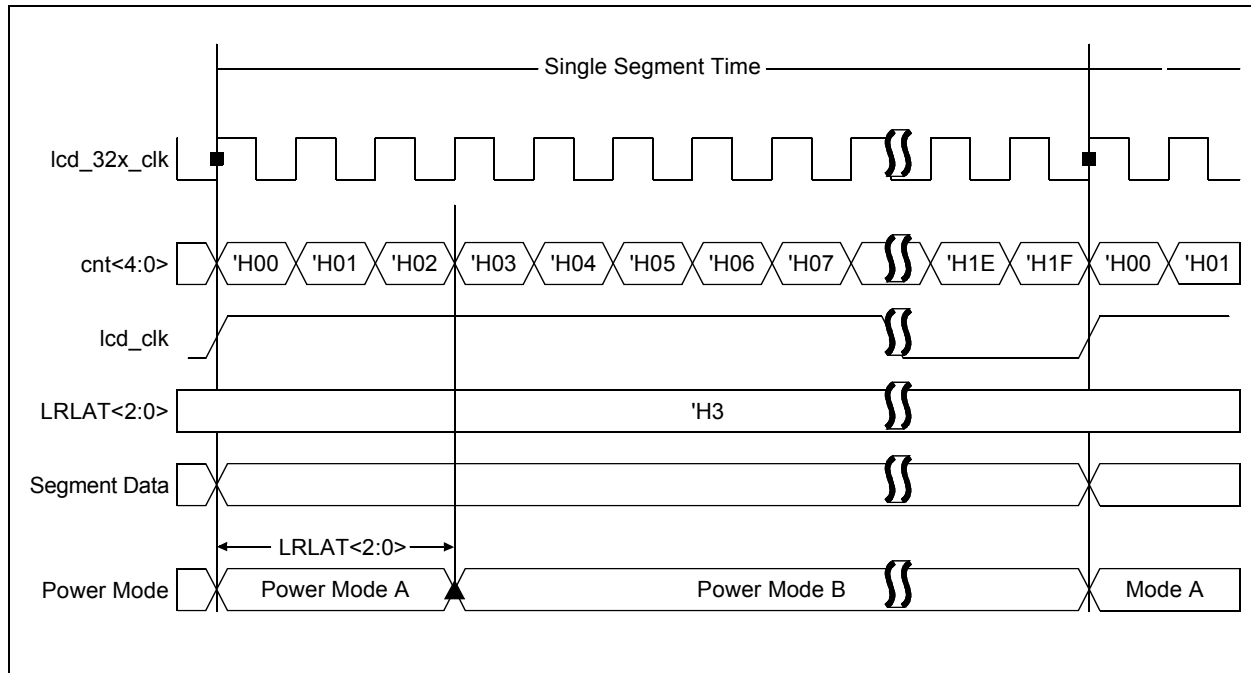 Single Segment Time
lcd_32x_clk
cnt<4:0> 'H00 'H01 'H02 'H03 'H04 'H05 'H06 'H07 'H1E 'H1F 'H00 'H01
lcd_clk
LRLAT<2:0> 'H3
Segment Data
LRLAT<2:0>
Power Mode Power Mode A Power Mode B Mode A